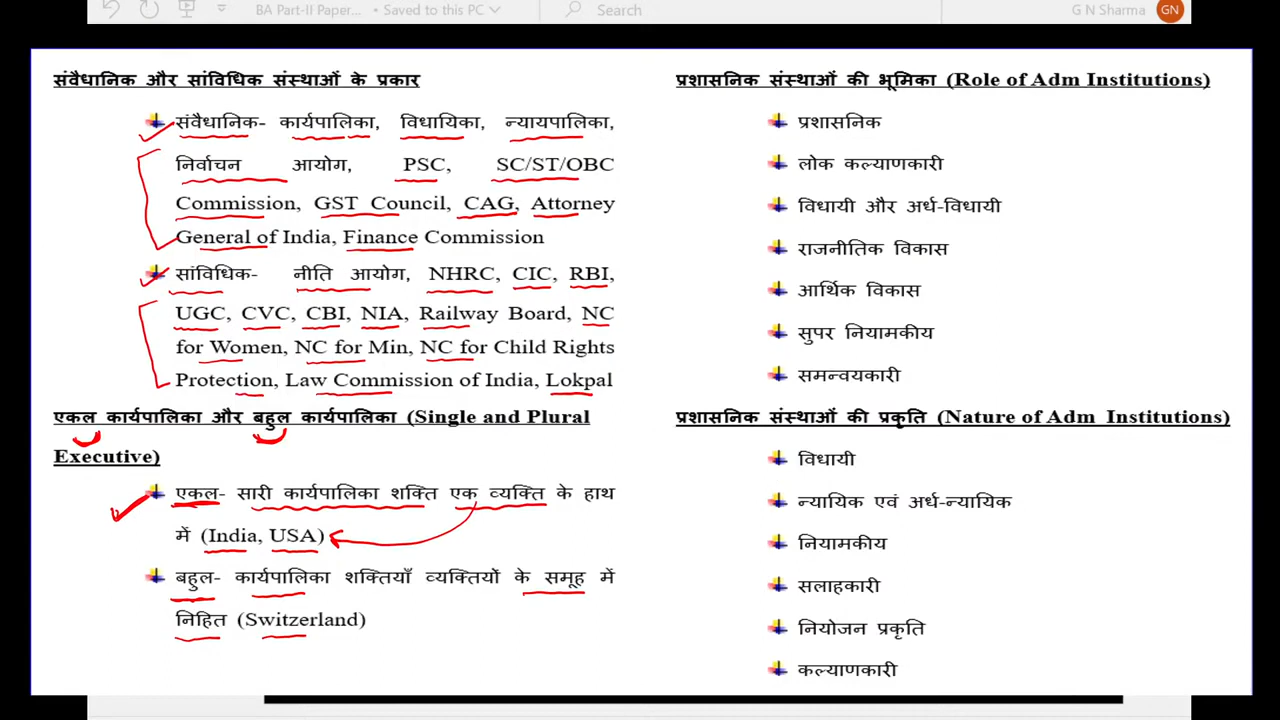 BA Part-II Paper... • Saved to this PC
Search
G N Sharma
GN
संवैधानिक और सांविधिक संस्थाओं के प्रकार
संवैधानिक- कार्यपालिका, विधायिका, न्यायपालिका,
निर्वाचन आयोग, PSC, SC/ST/OBC
Commission, GST Council, CAG, Attorney
General of India, Finance Commission
सांविधिक- नीति आयोग, NHRC, CIC, RBI,
UGC, CVC, CBI, NIA, Railway Board, NC
for Women, NC for Min, NC for Child Rights
Protection, Law Commission of India, Lokpal
एकल कार्यपालिका और बहुल कार्यपालिका (Single and Plural
Executive)
एकल- सारी कार्यपालिका शक्ति एक व्यक्ति के हाथ
में (India, USA)
बहुल- कार्यपालिका शक्तियाँ व्यक्तियों के समूह में
निहित (Switzerland)
प्रशासनिक संस्थाओं की भूमिका (Role of Adm Institutions)
प्रशासनिक
लोक कल्याणकारी
विधायी और अर्ध-विधायी
राजनीतिक विकास
आर्थिक विकास
सुपर नियामकीय
समन्वयकारी
प्रशासनिक संस्थाओं की प्रकृति (Nature of Adm Institutions)
विधायी
न्यायिक एवं अर्ध-न्यायिक
नियामकीय
सलाहकारी
नियोजन प्रकृति
कल्याणकारी